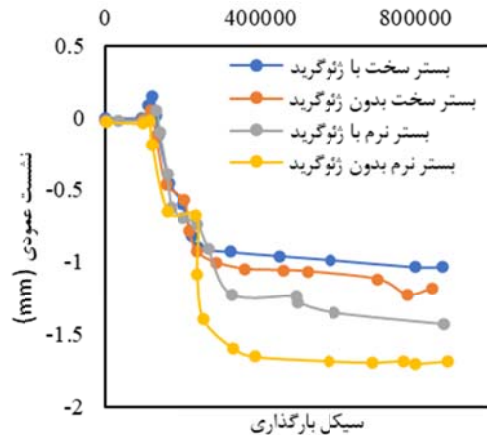 0 400000 800000
0.5
0
-0.5
-1
-1.5
-2
نشست عمودی (mm)
بستر سخت با ژئوگرید
بستر سخت بدون ژئوگرید
بستر نرم با ژئوگرید
بستر نرم بدون ژئوگرید
سیکل بارگذاری